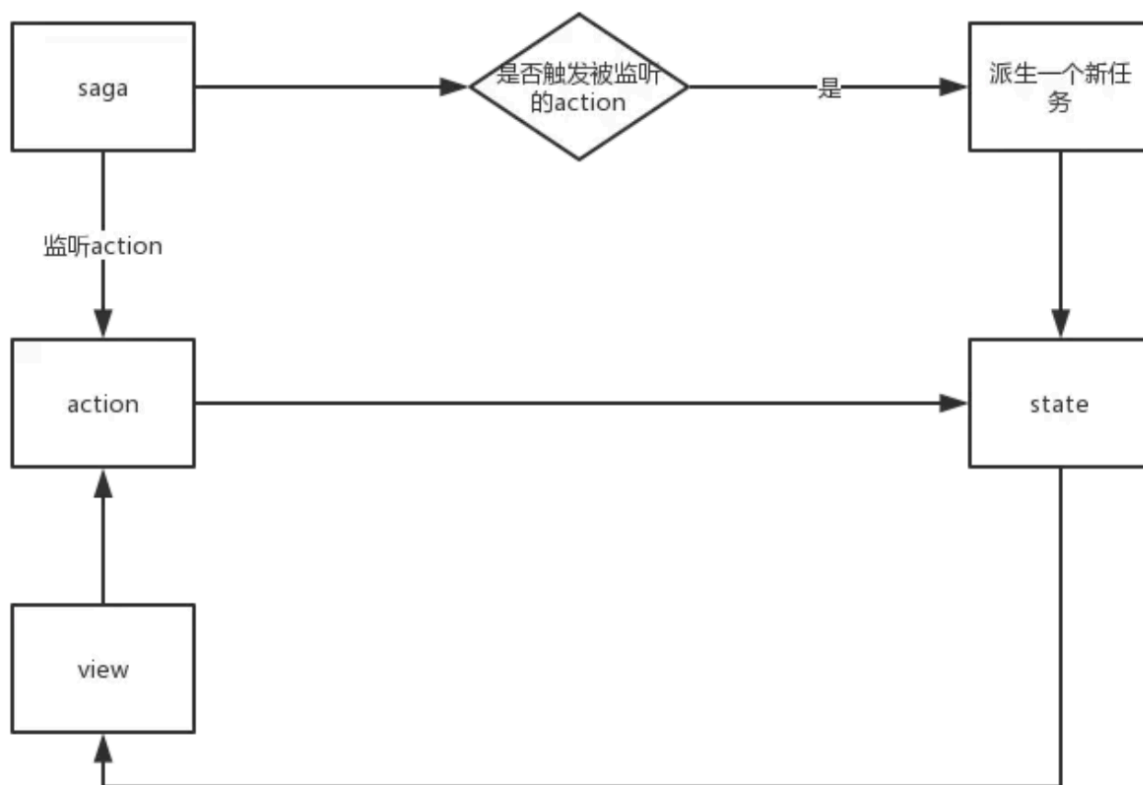 saga
是否触发被监听
的action
是
派生一个新任
务
监听action
action
state
view